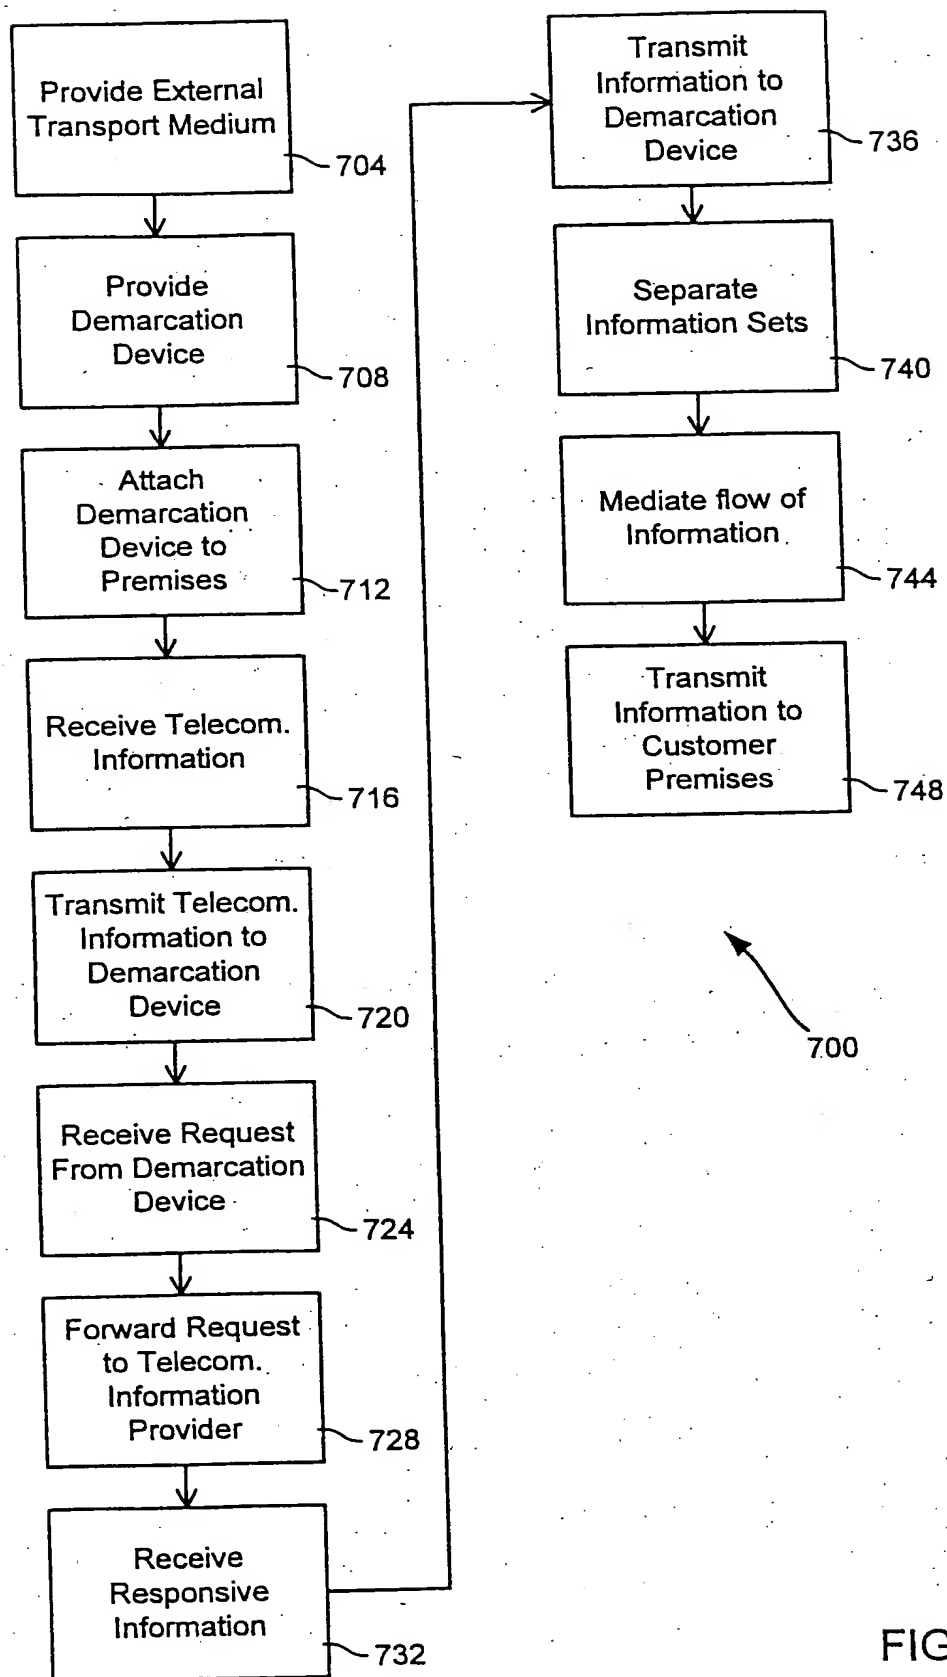 Provide External
Transport Medium
704
Provide
Demarcation
Device
708
Attach
Demarcation
Device to
Premises
712
Receive Telecom.
Information
716
Transmit Telecom.
Information to
Demarcation
Device
720
Receive Request
From Demarcation
Device
724
Forward Request
to Telecom.
Information
Provider
728
Receive
Responsive
Information
732
Transmit
Information to
Demarcation
Device
736
Separate
Information Sets
740
Mediate flow of
Information
744
Transmit
Information to
Customer
Premises
748
700
FIG